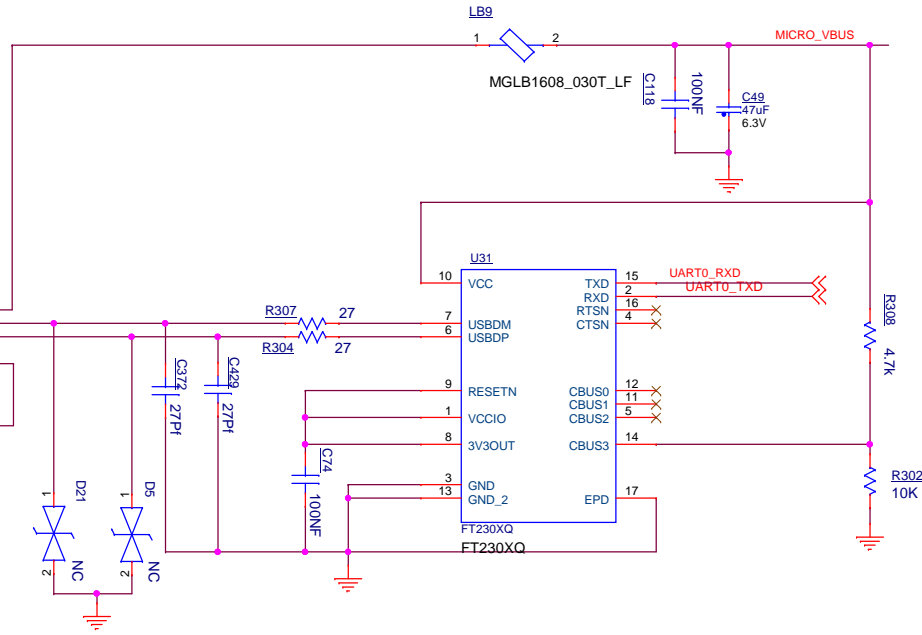 LB9
1
2
MICRO_VBUS
MGLB1608_030T_LF
C118
100NF
C49
47uF
6.3V
U31
10
VCC
TXD
15
UART0_RXD
RXD
2
UART0_TXD
RTSN
16
CTSN
4
R307
27
7
USBDM
R304
27
6
USBDP
R308
4.7k
C372
27Pf
C429
27Pf
9
RESETN
CBUS0
12
CBUS1
11
1
VCCIO
CBUS2
5
8
3V3OUT
CBUS3
14
C74
100NF
3
GND
13
GND_2
EPD
17
R302
10K
D21
1
2
NC
D5
1
2
NC
FT230XQ
FT230XQ